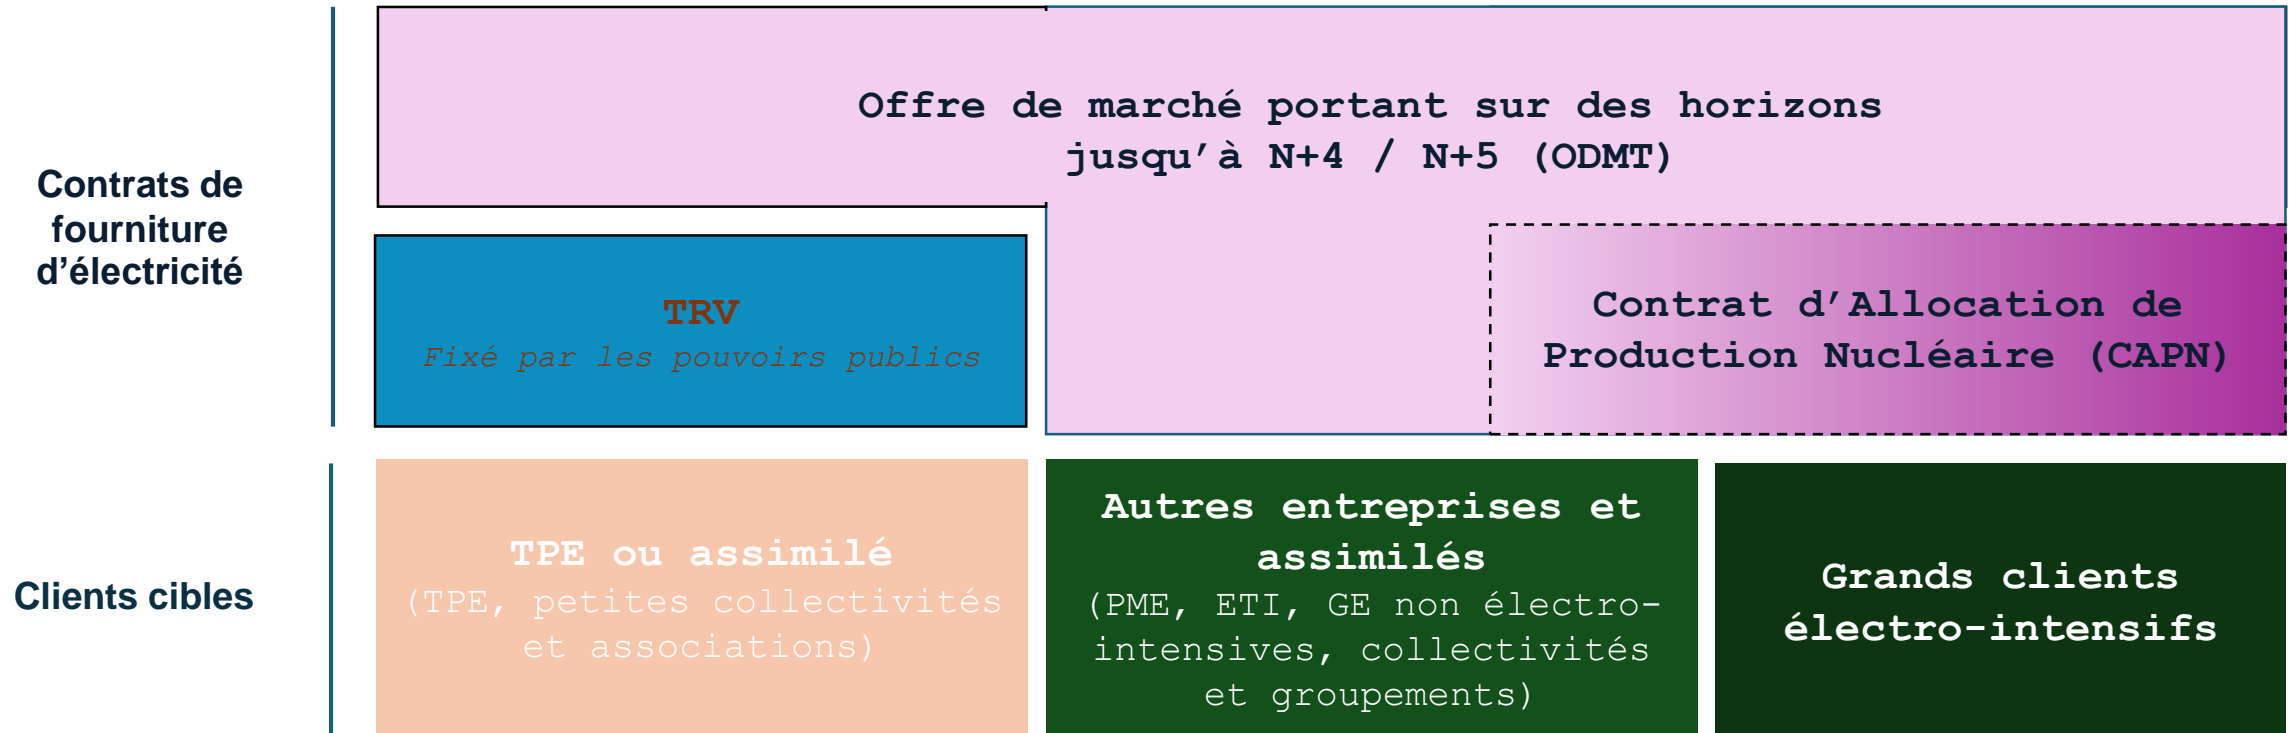 Contrats de
fourniture
d’électricité
Offre de marché portant sur des horizons
jusqu’à N+4 / N+5 (ODMT)
TRV
Fixé par les pouvoirs publics
Contrat d’Allocation de
Production Nucléaire (CAPN)
Clients cibles
TPE ou assimilé
(TPE, petites collectivités
et associations)
Autres entreprises et
assimilés
(PME, ETI, GE non électro-
intensives, collectivités
et groupements)
Grands clients
électro-intensifs